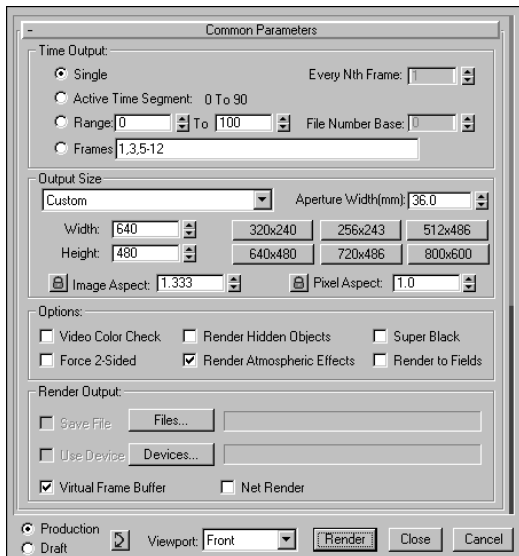 - Common Parameters
Time Output:
Single Every Nth Frame: 1
Active Time Segment: 0 To 90
Range: 0 To 100 File Number Base: 0
Frames 1,3,5-12
Output Size
Custom Aperture Width(mm): 36.0
Width: 640 320x240 256x243 512x486
Height: 480 640x480 720x486 800x600
Image Aspect: 1.333 Pixel Aspect: 1.0
Options:
Video Color Check Render Hidden Objects Super Black
Force 2-Sided Render Atmospheric Effects Render to Fields
Render Output:
Save File Files...
Use Device Devices...
Virtual Frame Buffer Net Render
Production
Draft Viewport: Front Render Close Cancel